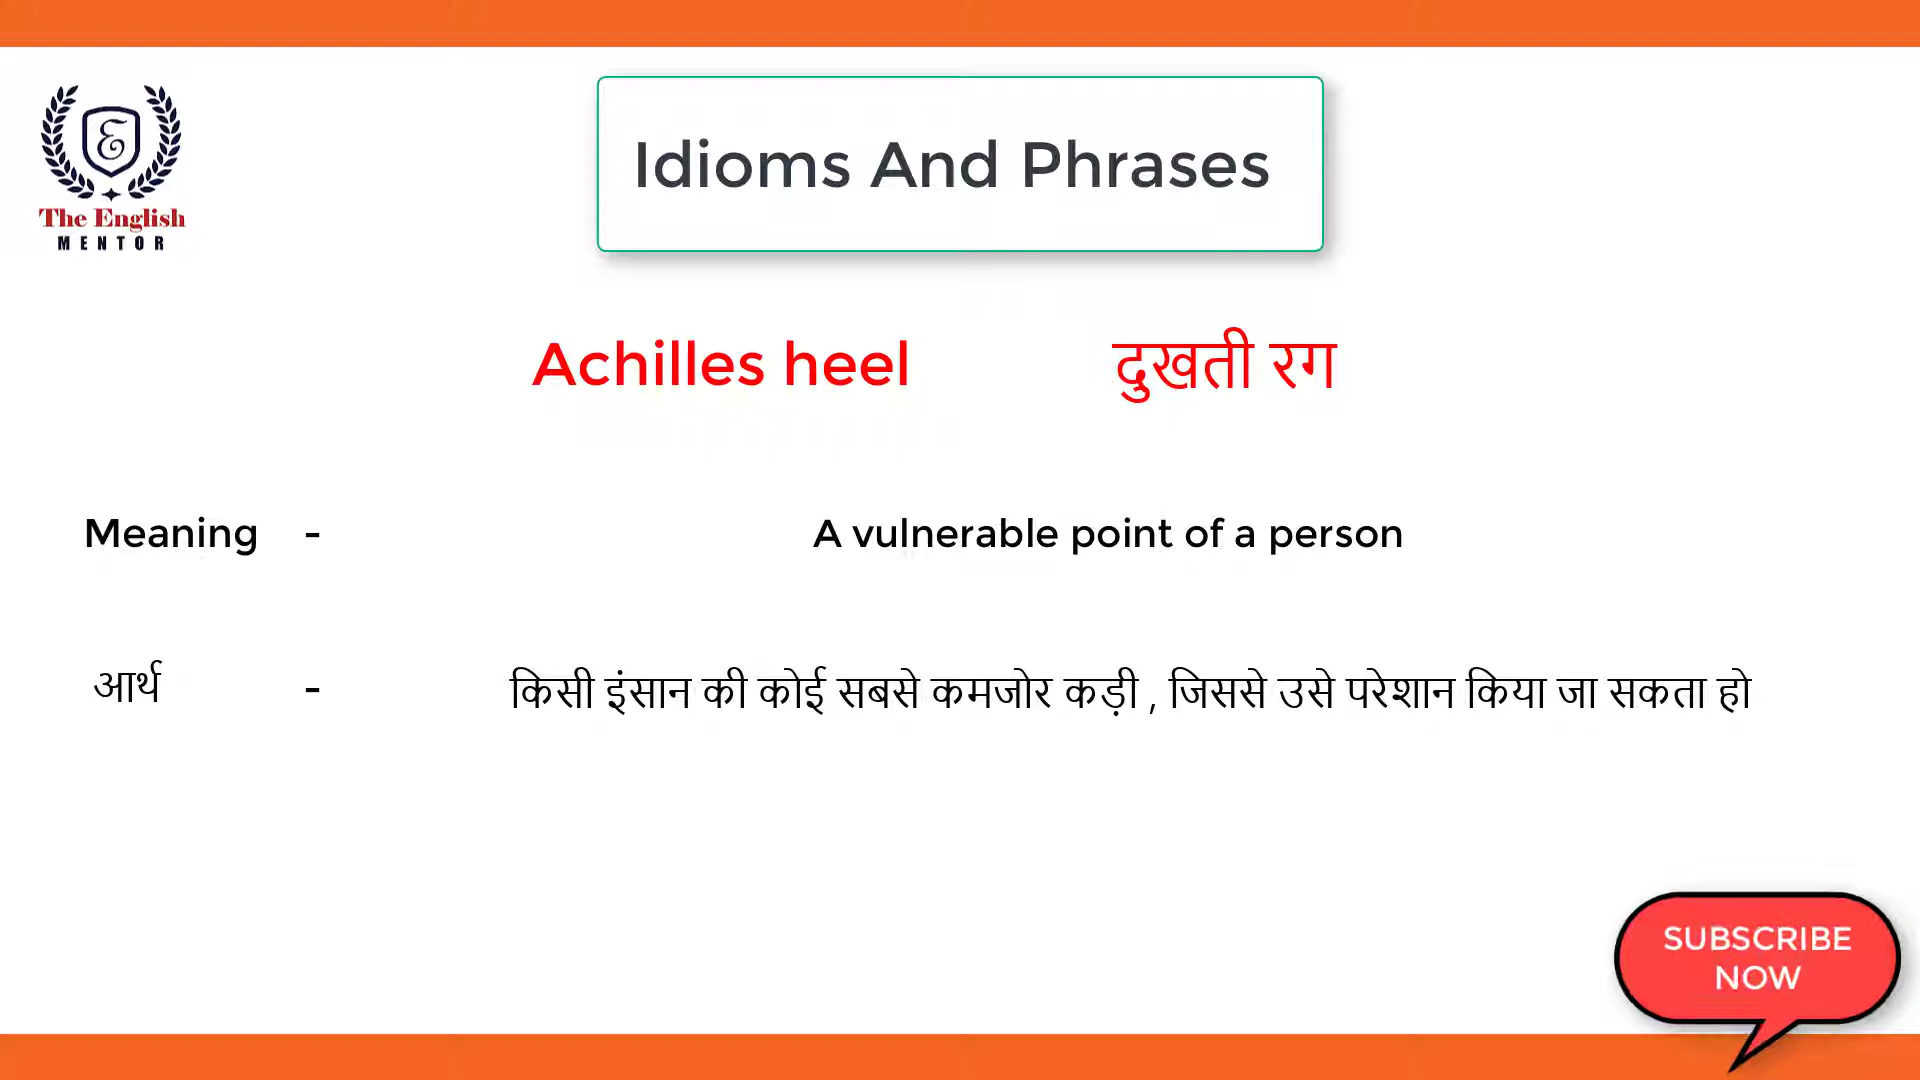 The English
MENTOR
Idioms And Phrases
Achilles heel दुखती रग
Meaning - A vulnerable point of a person
आर्थ - किसी इंसान की कोई सबसे कमजोर कड़ी , जिससे उसे परेशान किया जा सकता हो
SUBSCRIBE
NOW